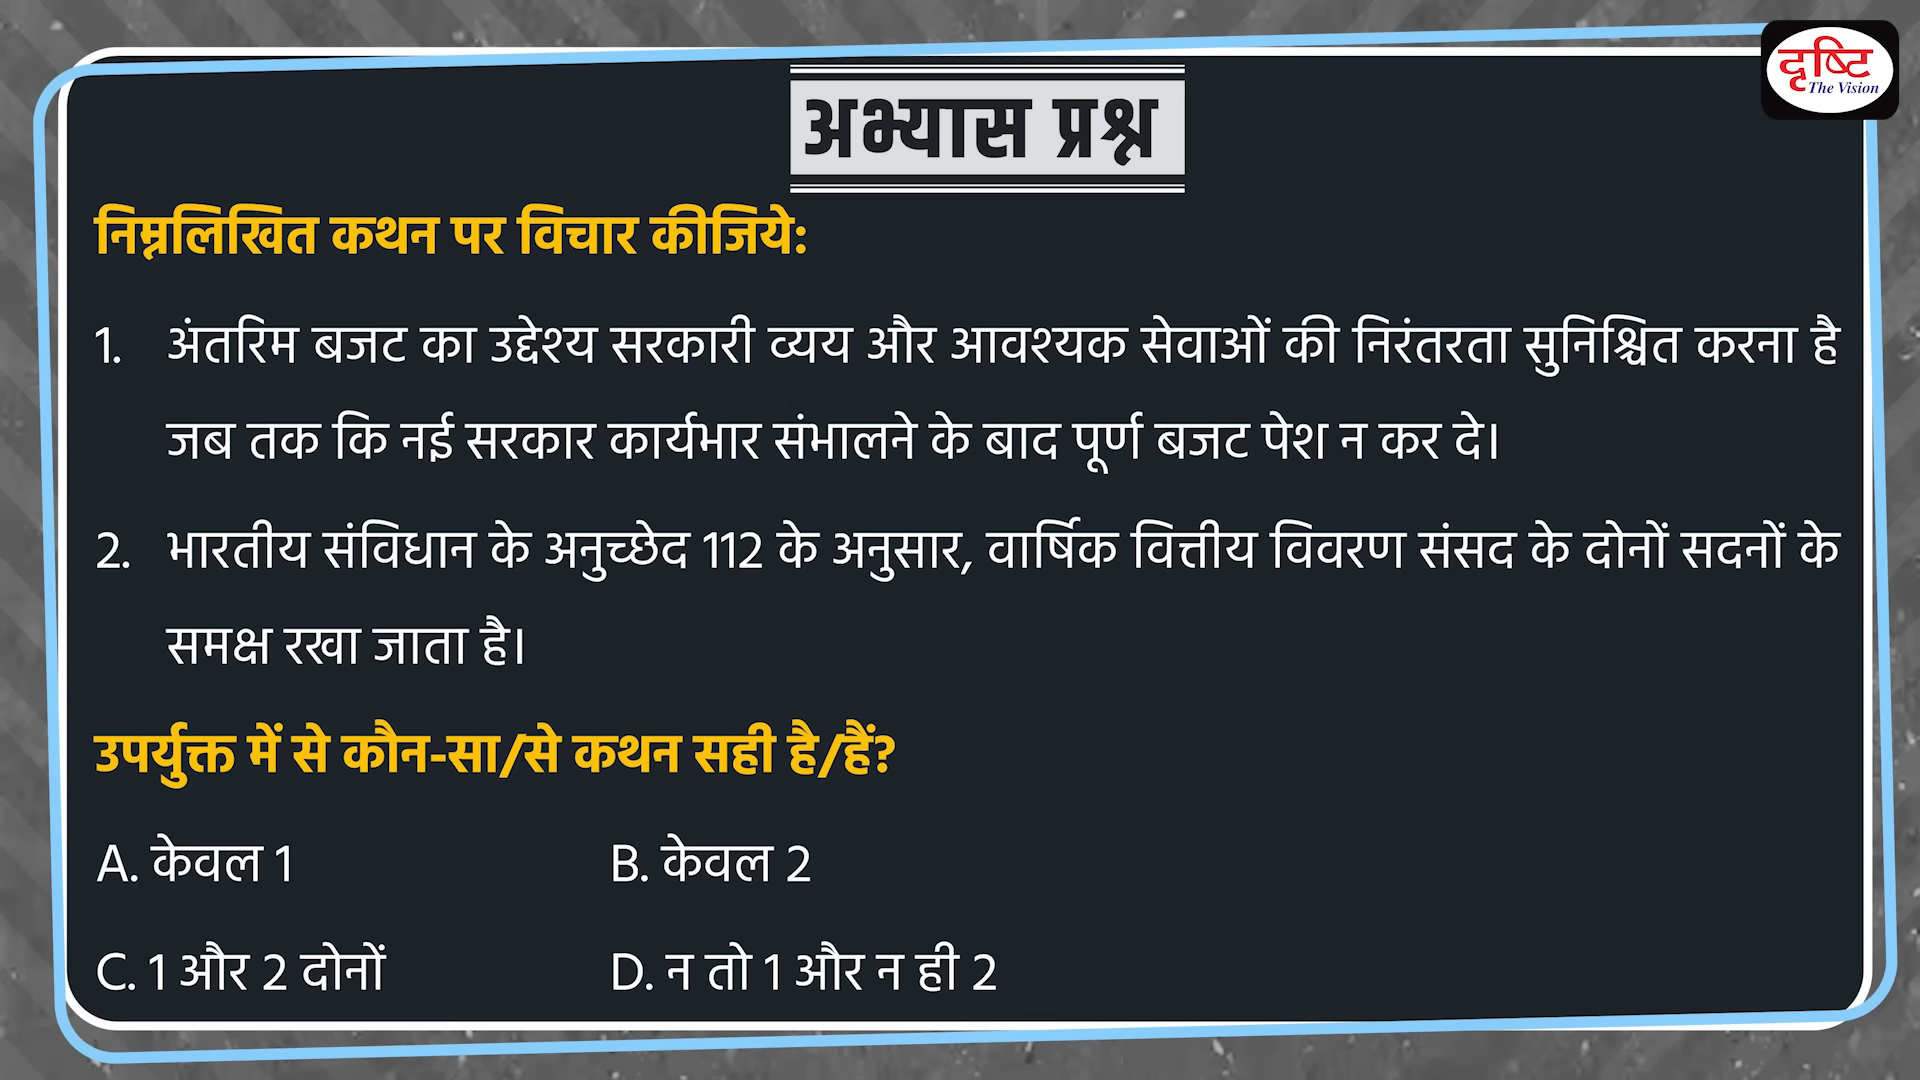 दृष्टि
The Vision
अभ्यास प्रश्न
निम्नलिखित कथन पर विचार कीजिये:
1. अंतरिम बजट का उद्देश्य सरकारी व्यय और आवश्यक सेवाओं की निरंतरता सुनिश्चित करना है
जब तक कि नई सरकार कार्यभार संभालने के बाद पूर्ण बजट पेश न कर दे।
2. भारतीय संविधान के अनुच्छेद 112 के अनुसार, वार्षिक वित्तीय विवरण संसद के दोनों सदनों के
समक्ष रखा जाता है।
उपर्युक्त में से कौन-सा/से कथन सही है/हैं?
A. केवल 1 B. केवल 2
C. 1 और 2 दोनों D. न तो 1 और न ही 2